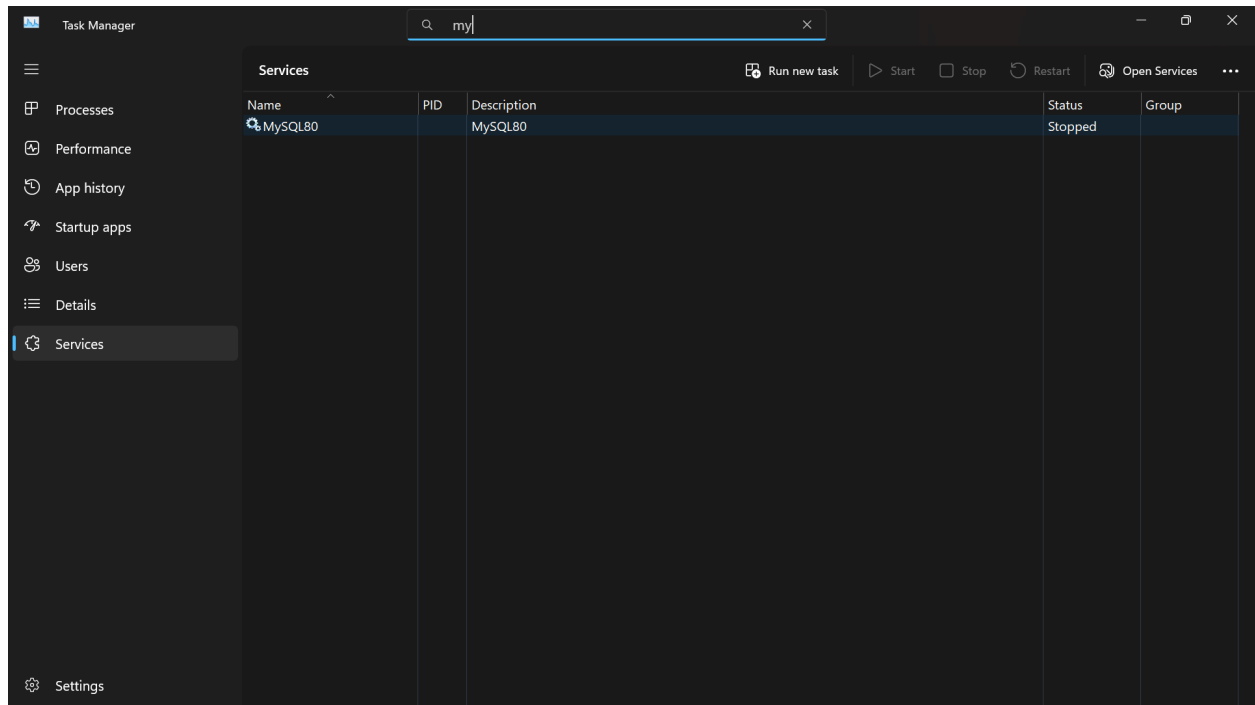 Task Manager
my
Services
Run new task
Start
Stop
Restart
Open Services
Processes
Performance
App history
Startup apps
Users
Details
Services
Settings
Name PID Description Status Group
MySQL80 MySQL80 Stopped